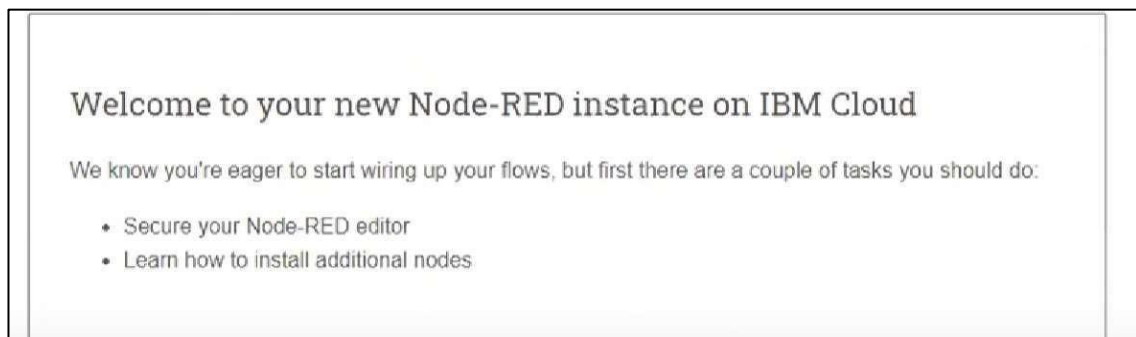 Welcome to your new Node-RED instance on IBM Cloud
We know you're eager to start wiring up your flows, but first there are a couple of tasks you should do:
• Secure your Node-RED editor
• Learn how to install additional nodes